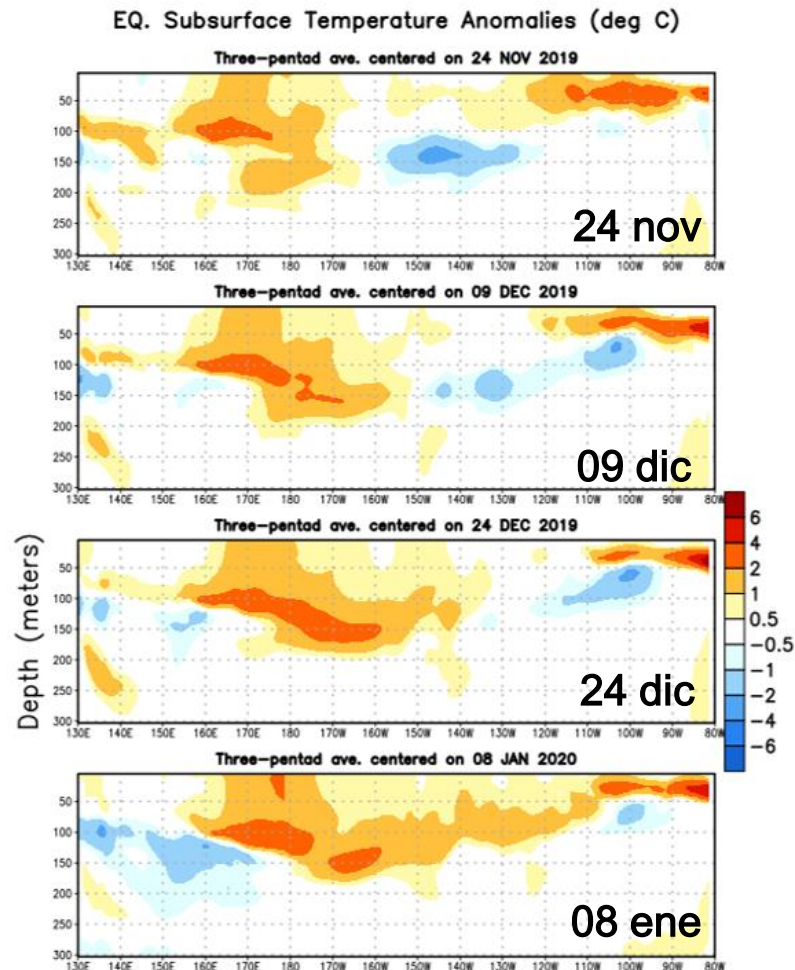 EQ. Subsurface Temperature Anomalies (deg C)
Three-pentad ave. centered on 24 NOV 2019
50
100
150
200
250
300
24 nov
130E 140E 150E 160E 170E 180 170W 160W 150W 140W 130W 120W 110W 100W 90W 80W
Three-pentad ave. centered on 09 DEC 2019
50
100
150
200
250
300
09 dic
130E 140E 150E 160E 170E 180 170W 160W 150W 140W 130W 120W 110W 100W 90W 80W
Three-pentad ave. centered on 24 DEC 2019
50
100
150
200
250
300
24 dic
130E 140E 150E 160E 170E 180 170W 160W 150W 140W 130W 120W 110W 100W 90W 80W
Three-pentad ave. centered on 08 JAN 2020
50
100
150
200
250
300
08 ene
130E 140E 150E 160E 170E 180 170W 160W 150W 140W 130W 120W 110W 100W 90W 80W
Depth (meters)
6
4
2
1
0.5
-0.5
-1
-2
-4
-6